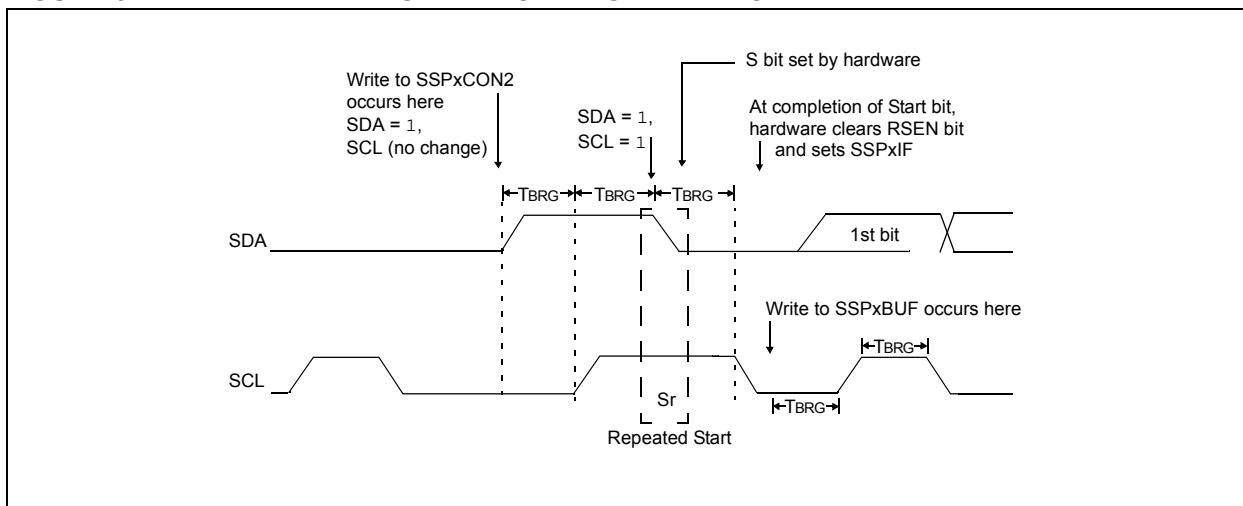 Write to SSPxCON2
occurs here
SDA = 1,
SCL (no change)
SDA = 1,
SCL = 1
S bit set by hardware
At completion of Start bit,
hardware clears RSEN bit
and sets SSPxIF
TBRG TBRG TBRG
SDA
1st bit
Write to SSPxBUF occurs here
TBRG
SCL
Sr
TBRG
Repeated Start